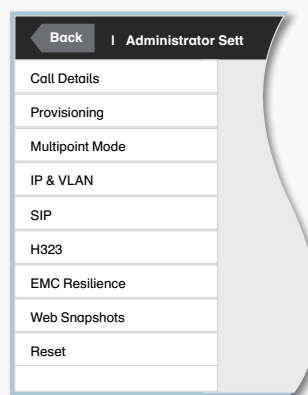 Back | Administrator Sett
Call Details
Provisioning
Multipoint Mode
IP & VLAN
SIP
H323
EMC Resilience
Web Snapshots
Reset